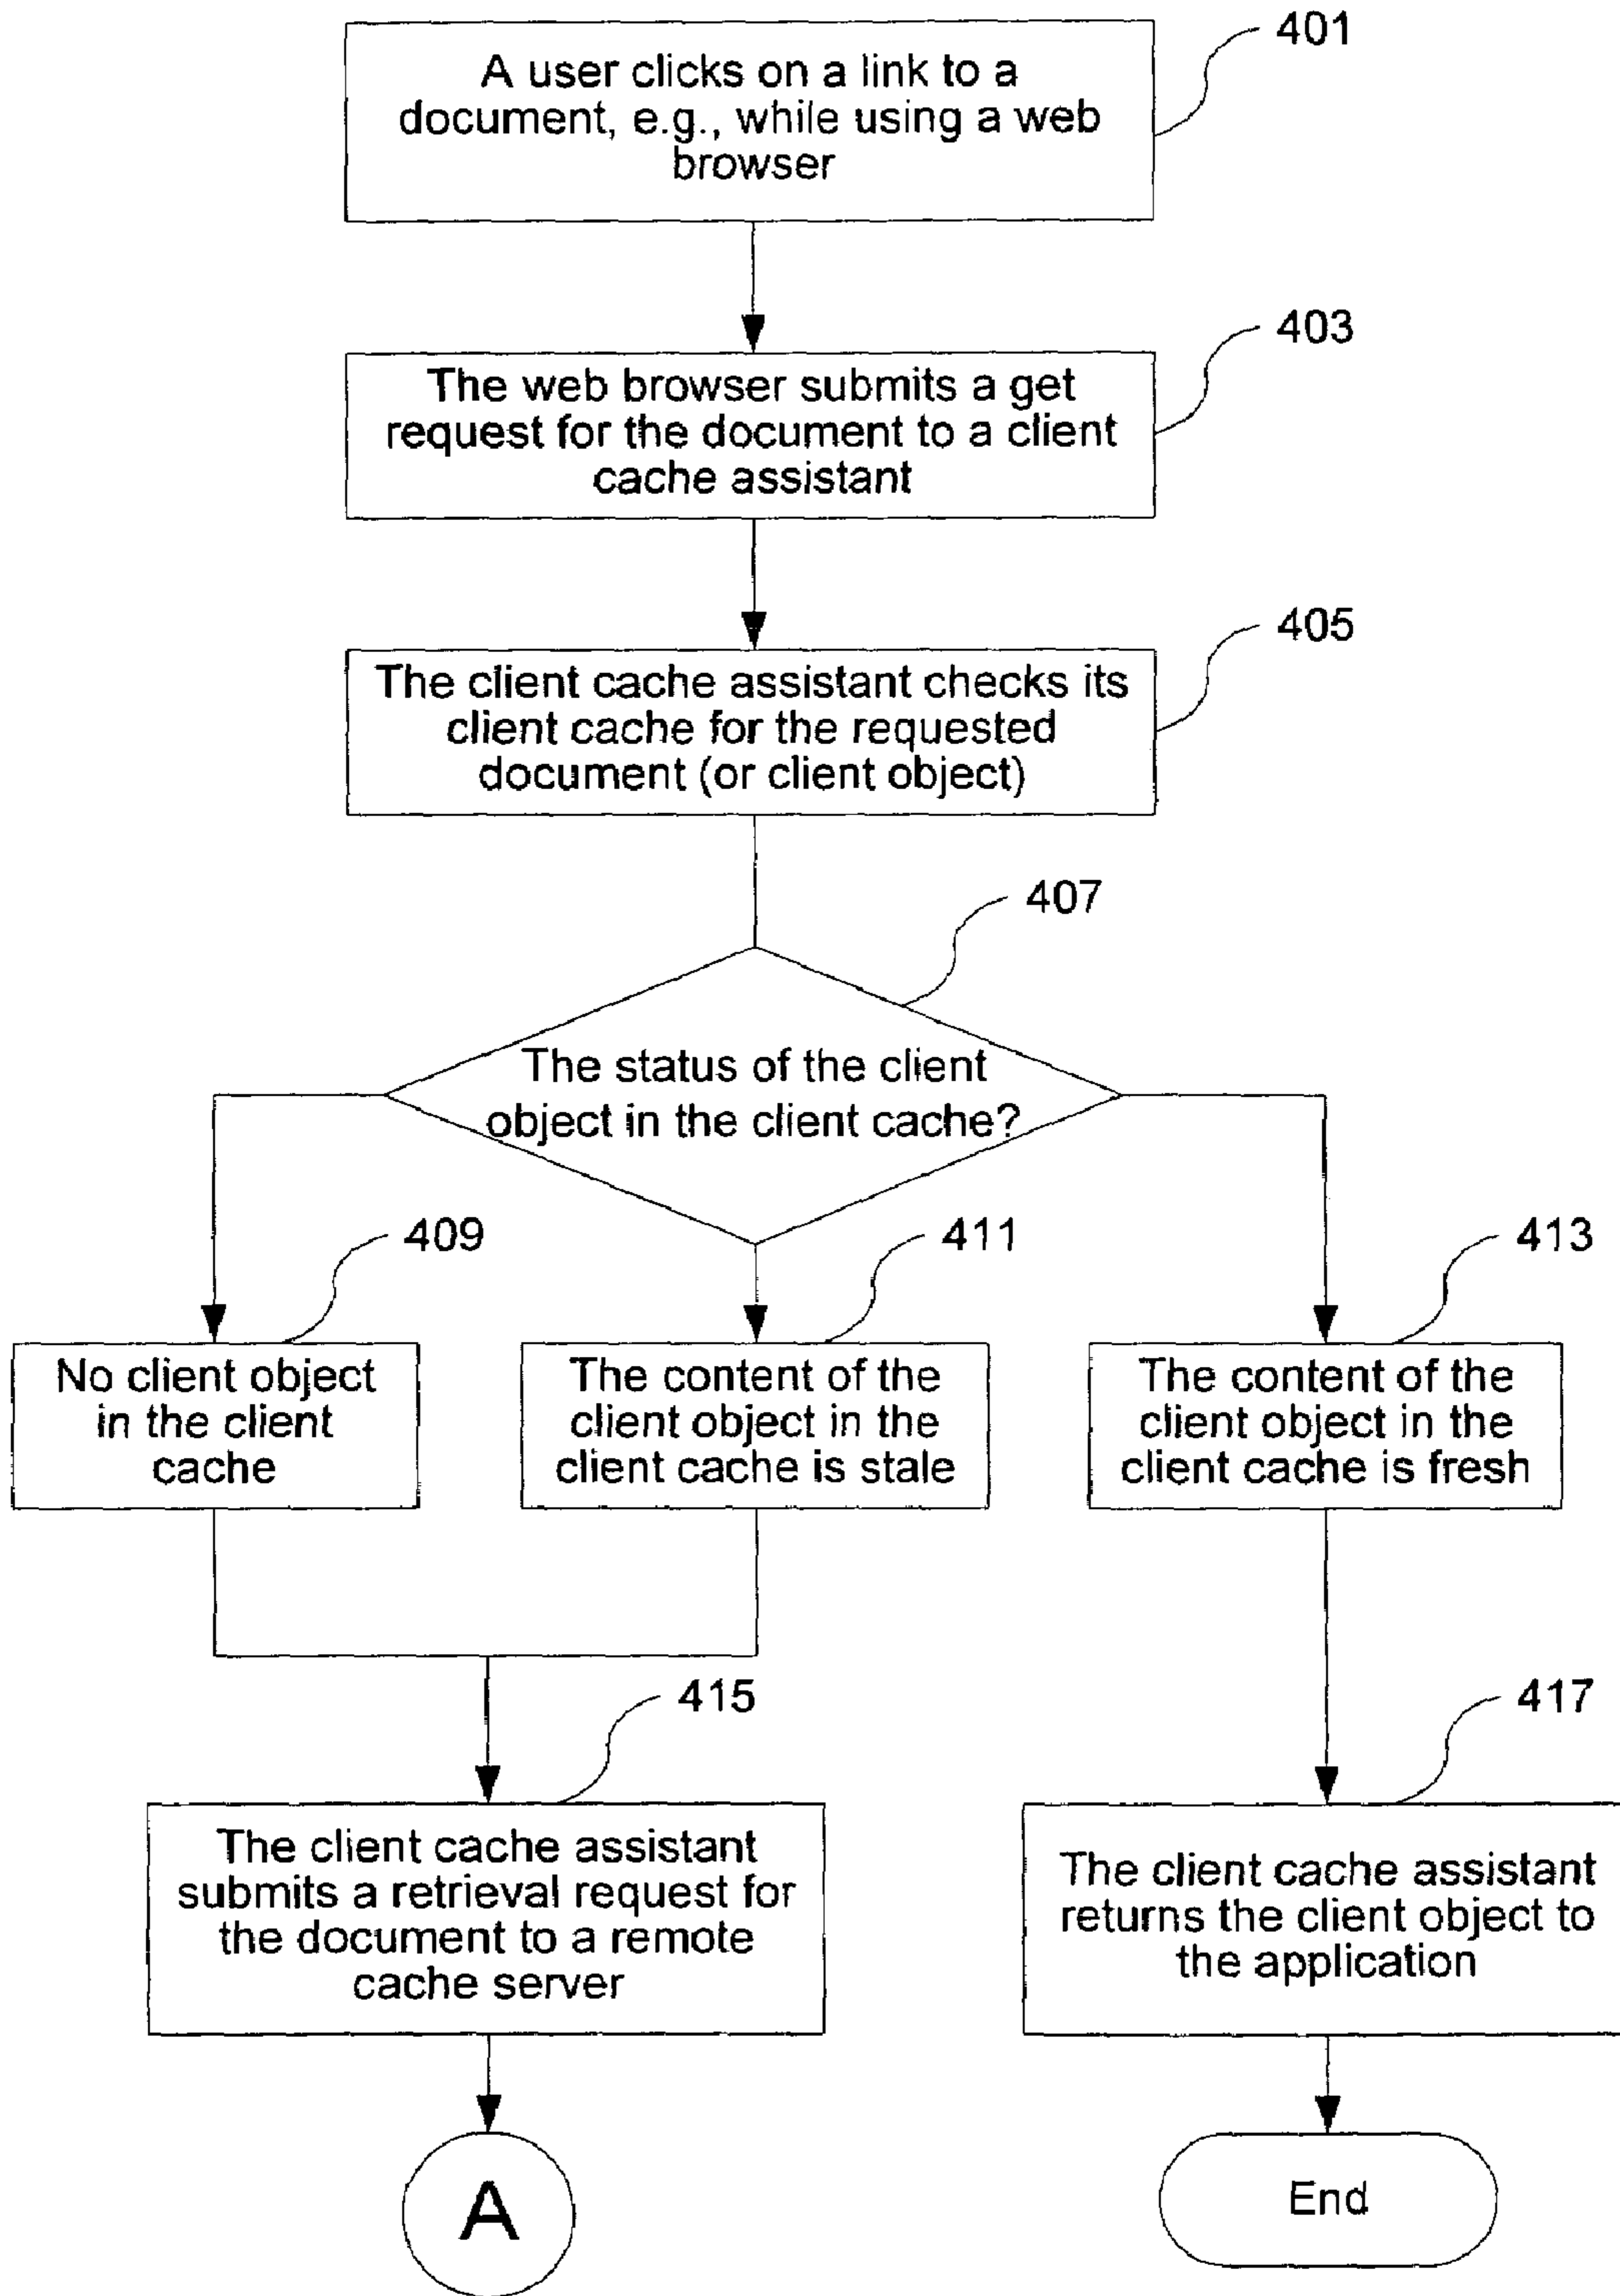 401
A user clicks on a link to a
document, e.g., while using a web
browser
403
The web browser submits a get
request for the document to a client
cache assistant
405
The client cache assistant checks its
client cache for the requested
document (or client object)
407
The status of the client
object in the client cache?
409
No client object
in the client
cache
411
The content of the
client object in the
client cache is stale
413
The content of the
client object in the
client cache is fresh
415
The client cache assistant
submits a retrieval request for
the document to a remote
cache server
417
The client cache assistant
returns the client object to
the application
A
End